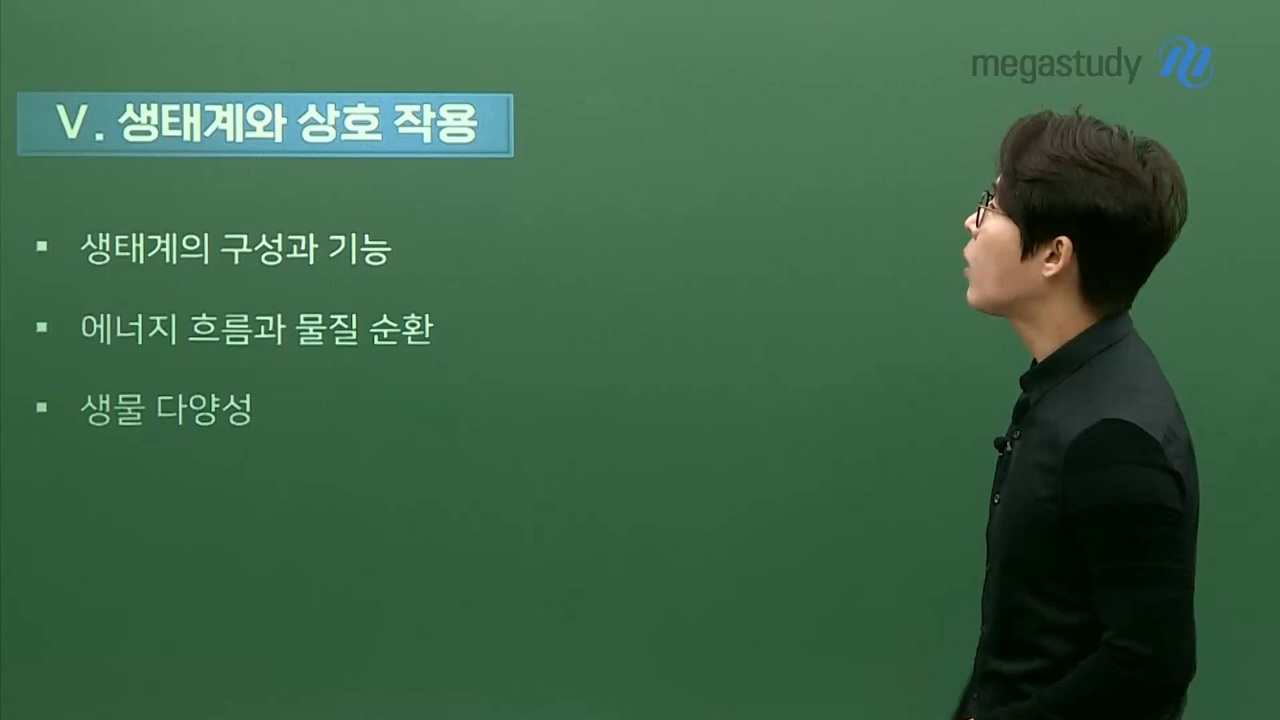 megastudy
V. 생태계와 상호 작용
▪ 생태계의 구성과 기능
▪ 에너지 흐름과 물질 순환
▪ 생물 다양성